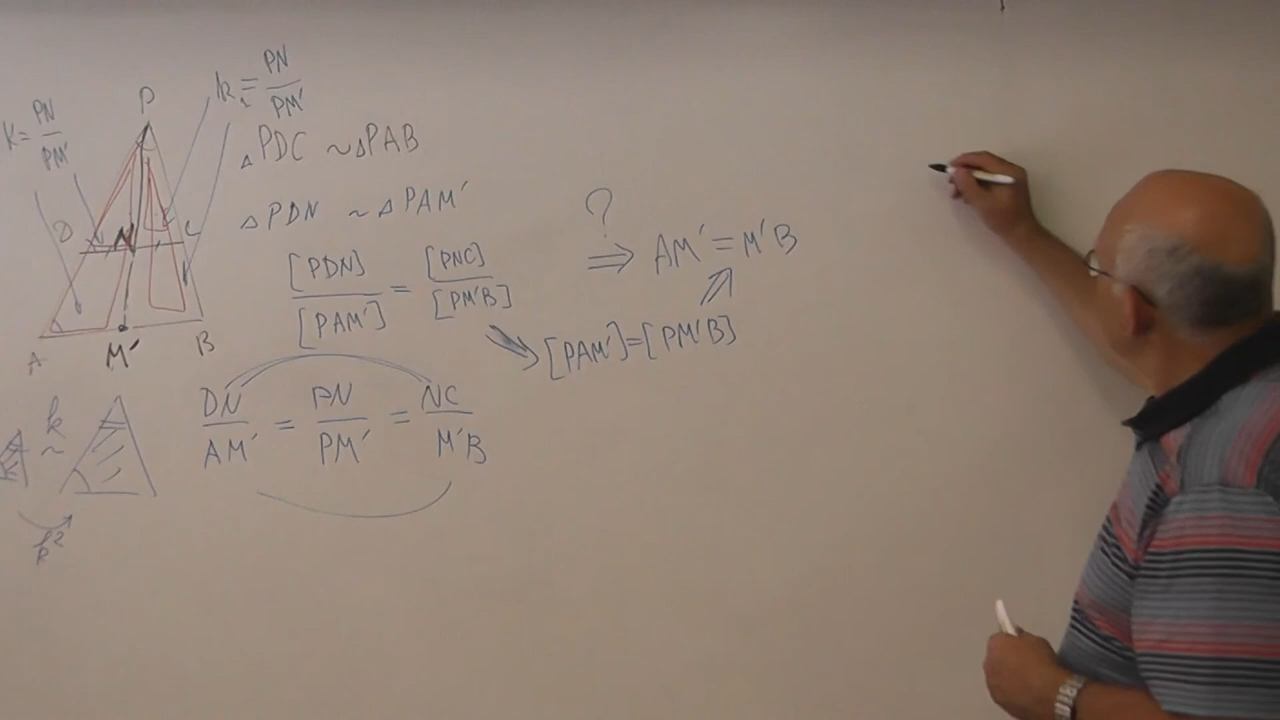 P
K = PN / PM'
k₁ = PN / PM'
△PDC ~ △PAB
D N C
△PDN ~ △PAM'
A M' B
[PDN] / [PAM'] = [PNC] / [PM'B]
?
⇒ AM' = M'B
[PAM'] = [PM'B]
DN / AM' = PN / PM' = NC / M'B
k
~
k²